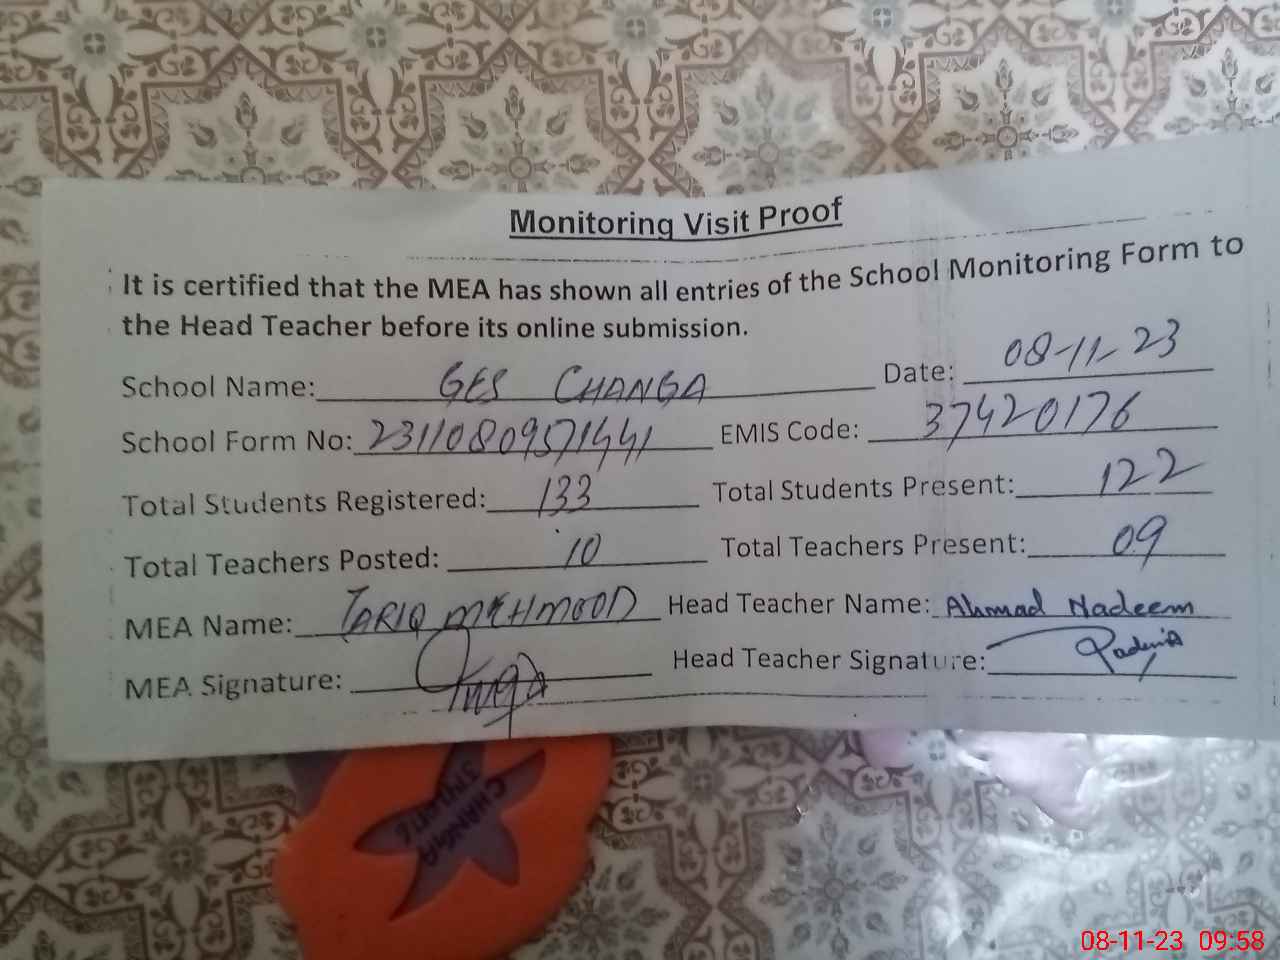 Monitoring Visit Proof
It is certified that the MEA has shown all entries of the School Monitoring Form to
the Head Teacher before its online submission.
School Name: GES CHANGA Date: 08-11-23
School Form No: 23110809571441 EMIS Code: 37420176
Total Students Registered: 133 Total Students Present: 122
Total Teachers Posted: 10 Total Teachers Present: 09
MEA Name: TARIQ MEHMOOD Head Teacher Name: Ahmad Nadeem
MEA Signature: Head Teacher Signature:
CHANGA
08-11-23 09:58